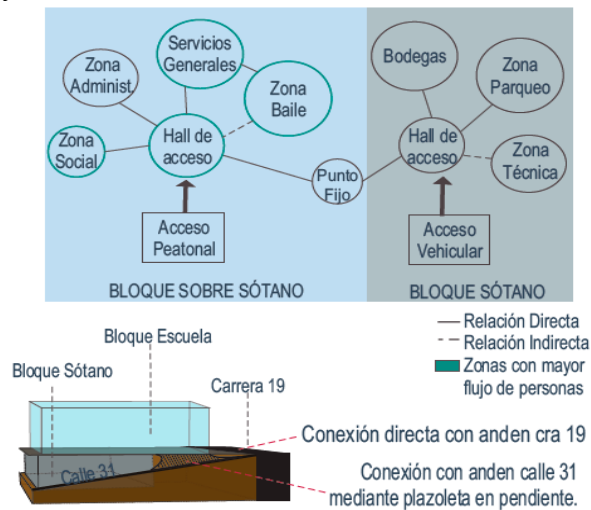 Servicios
Generales
Zona
Administ.
Zona
Baile
Zona
Social
Hall de
acceso
Punto
Fijo
Acceso
Peatonal
BLOQUE SOBRE SÓTANO
Bodegas
Zona
Parqueo
Hall de
acceso
Zona
Técnica
Acceso
Vehicular
BLOQUE SÓTANO
Relación Directa
Relación Indirecta
Zonas con mayor
flujo de personas
Bloque Escuela
Bloque Sótano
Carrera 19
Calle 31
Conexión directa con anden cra 19
Conexión con anden calle 31
mediante plazoleta en pendiente.